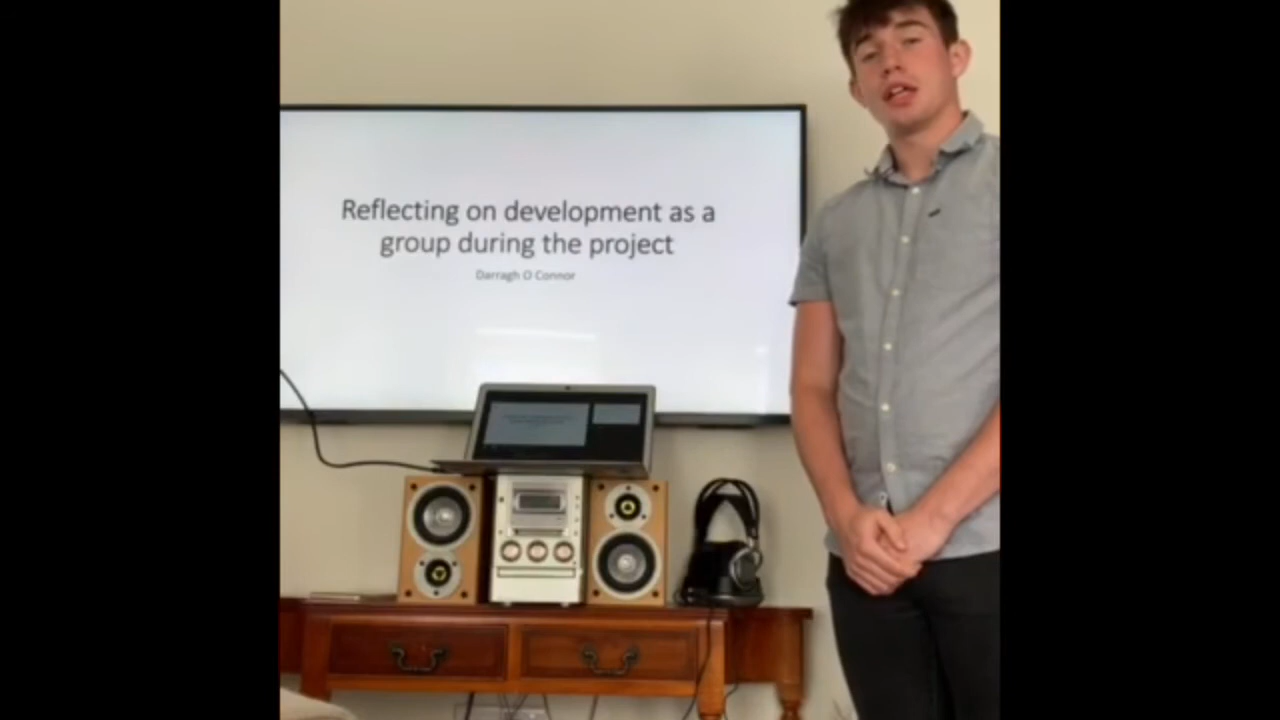 Reflecting on development as a
group during the project
Darragh O Connor